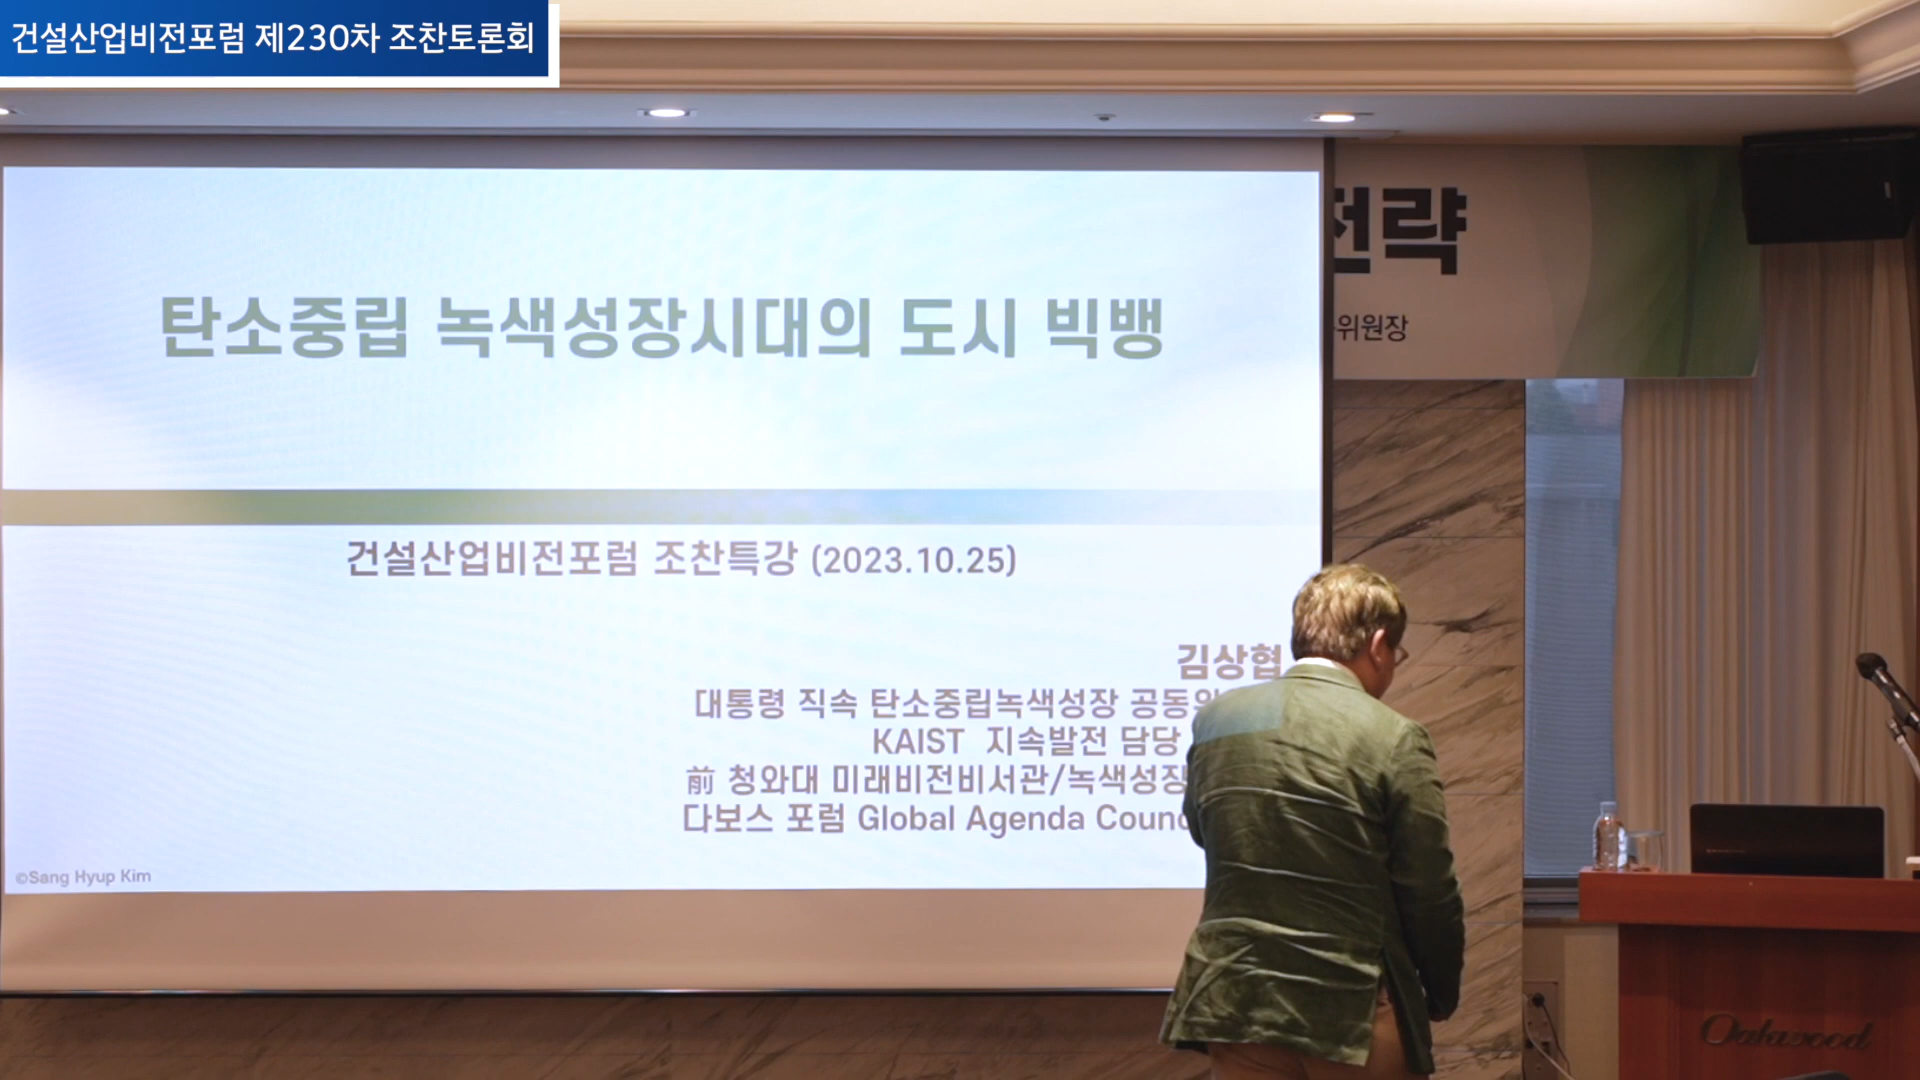 건설산업비전포럼 제230차 조찬토론회
전략
위원장
탄소중립 녹색성장시대의 도시 빅뱅
건설산업비전포럼 조찬특강 (2023.10.25)
김상협
대통령 직속 탄소중립녹색성장
KAIST 지속발전 담당
前 청와대 미래비전비서관/녹색성장
다보스 포럼 Global Agenda
©Sang Hyup Kim
Oakwood